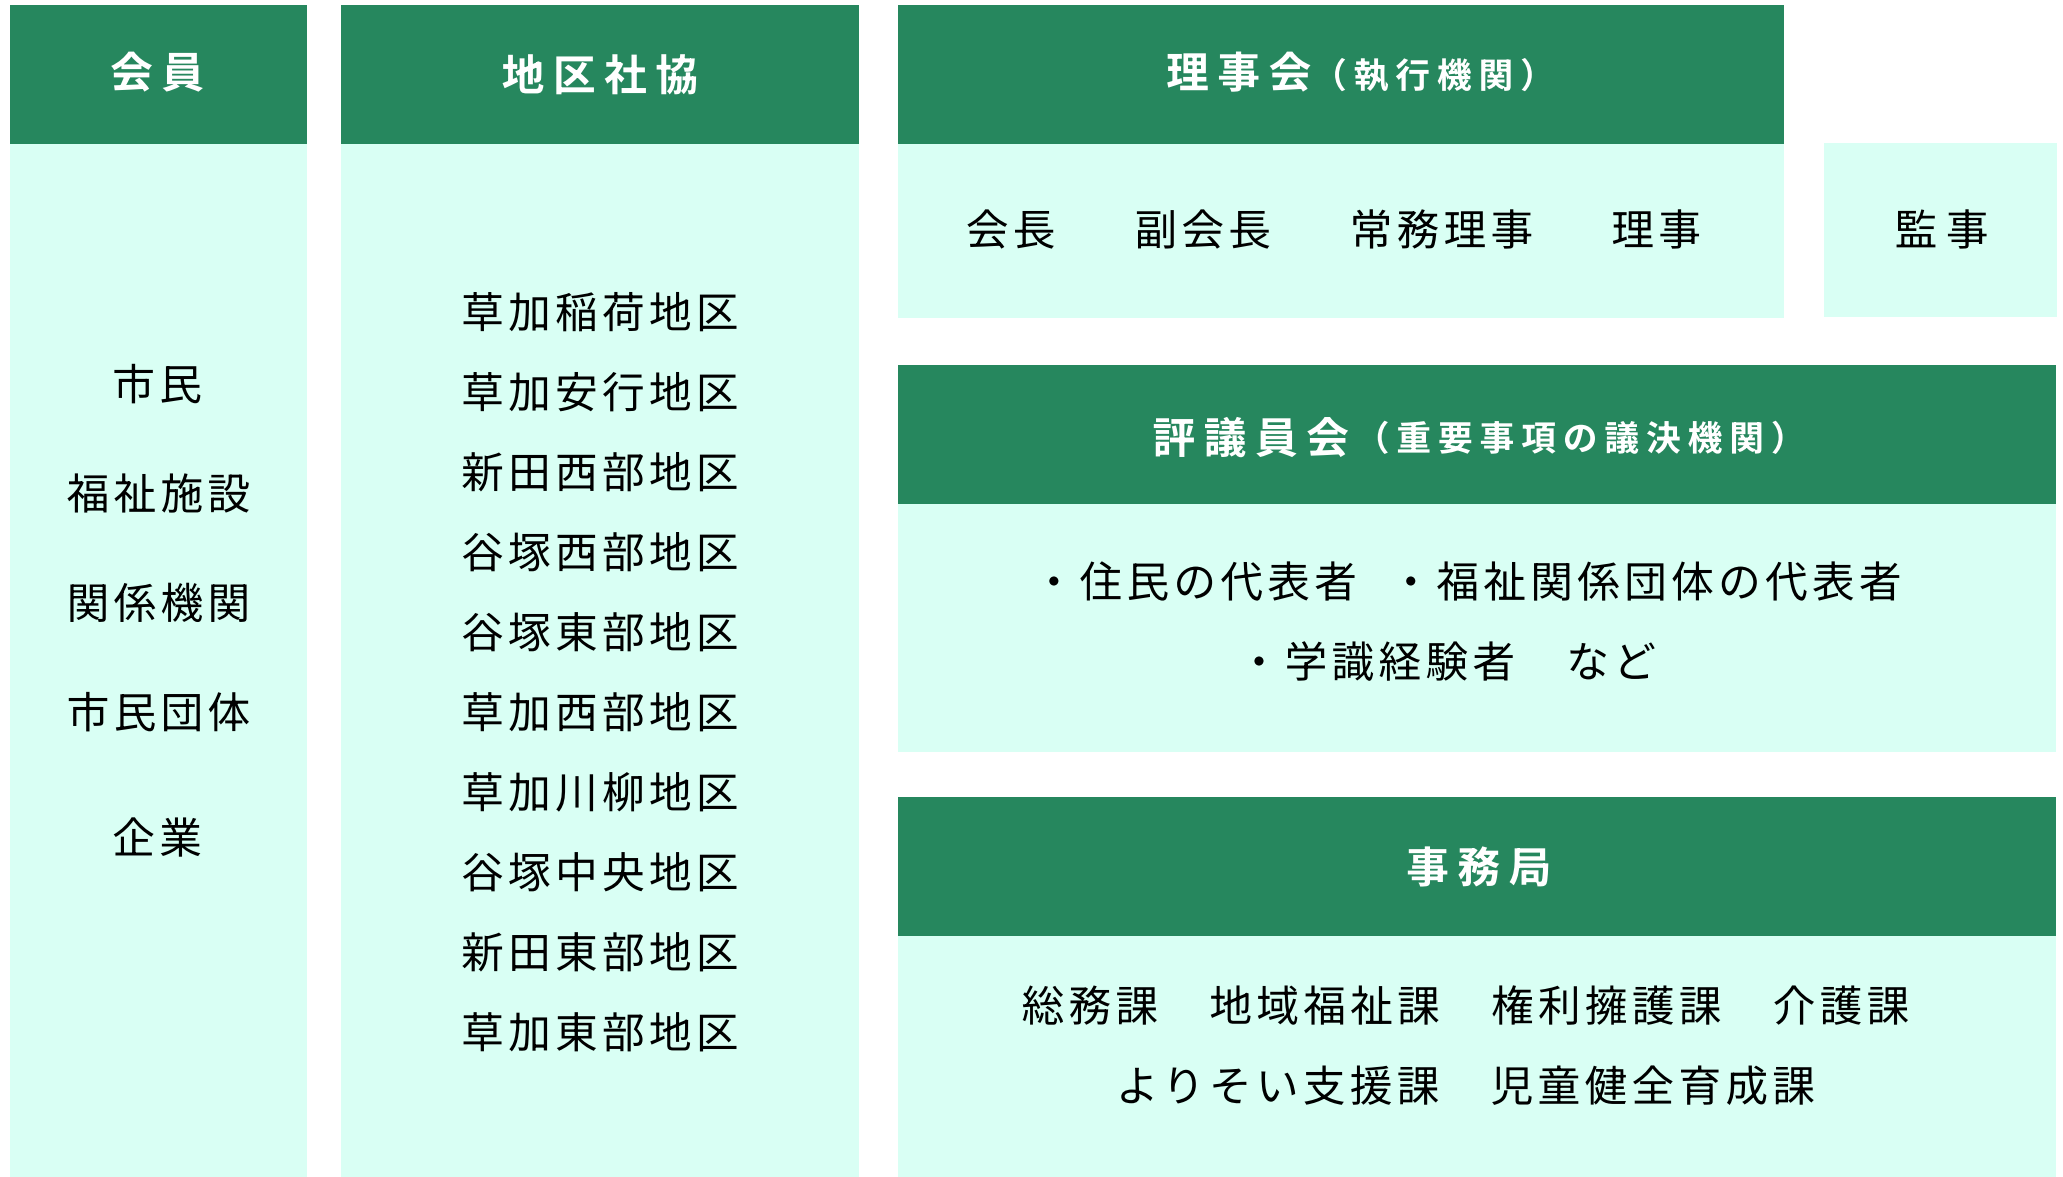 会員
市民
福祉施設
関係機関
市民団体
企業
地区社協
草加稲荷地区
草加安行地区
新田西部地区
谷塚西部地区
谷塚東部地区
草加西部地区
草加川柳地区
谷塚中央地区
新田東部地区
草加東部地区
理事会（執行機関）
会長　副会長　常務理事　理事
監事
評議員会（重要事項の議決機関）
・住民の代表者　・福祉関係団体の代表者
・学識経験者　など
事務局
総務課　地域福祉課　権利擁護課　介護課
よりそい支援課　児童健全育成課